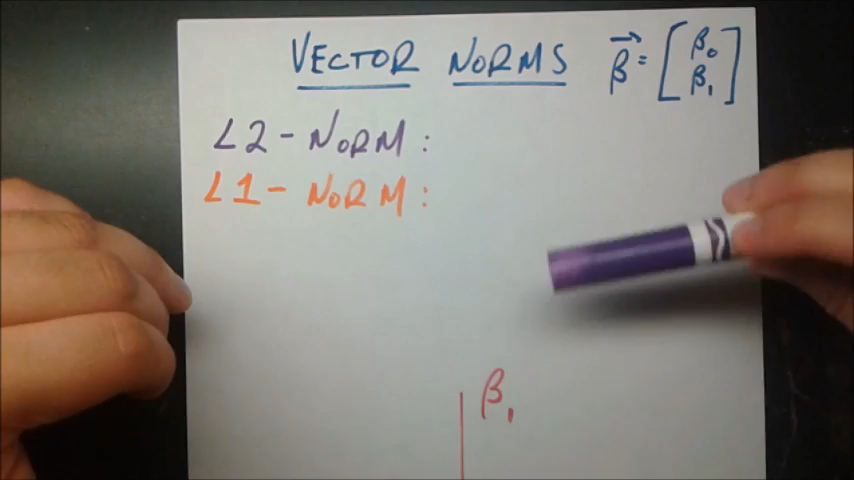 VECTOR NORMS
β⃗ = [β₀ β₁]
L2-NORM:
L1-NORM:
β₁